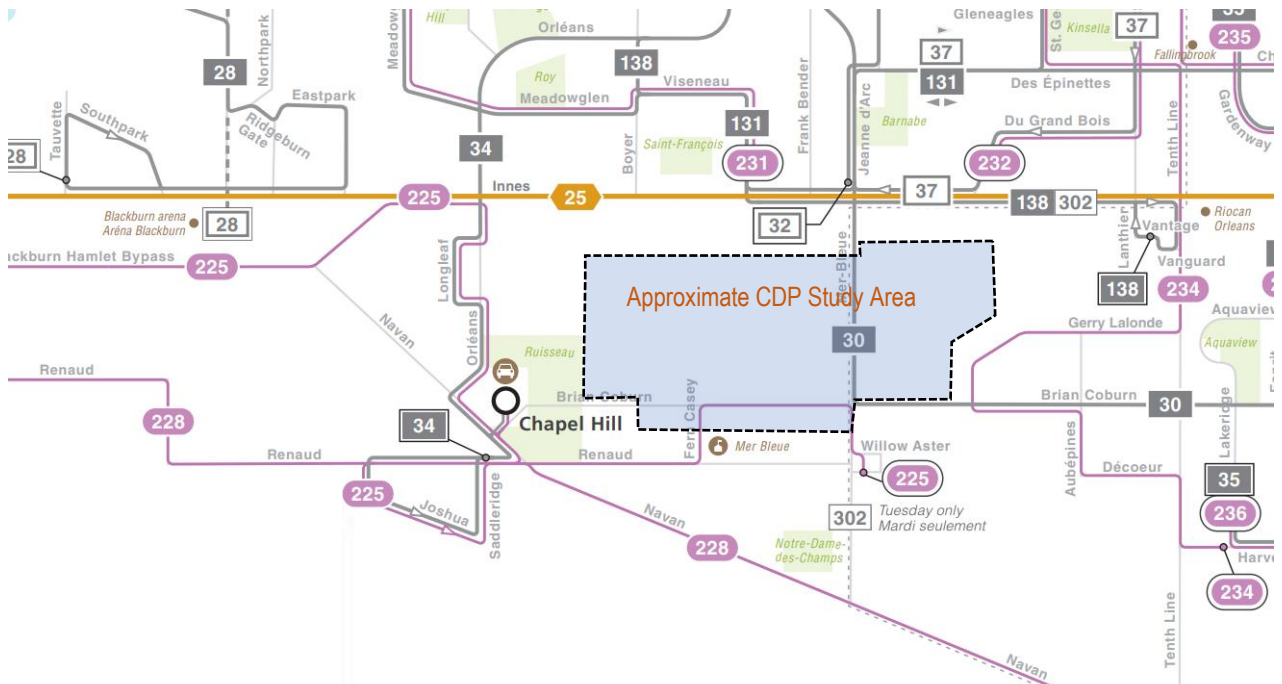 Hill
Orléans
Gleneagles
St. Ge
Kinsella
37
35
235
Ch
Meadow
28
Northpark
Roy
138
37
131
Fallingbrook
Des Épinettes
Viseneau
Meadowglen
Eastpark
Tauvette
Southpark
Ridgeburn
Gate
34
Boyer
131
Frank Bender
Jeanne d'Arc
Barnabe
Du Grand Bois
Tenth Line
Gardenway
Saint-François
231
232
28
225
Innes
25
37
138
302
Blackburn arena
Aréna Blackburn
28
32
Lanthier
Vantage
Riocan
Orleans
ackburn Hamlet Bypass
225
Longleaf
Vanguard
Mer-Bleue
138
234
Approximate CDP Study Area
Navan
Orléans
Gerry Lalonde
Aquaview
30
Ruisseau
Aquaview
Renaud
Brian Coburn
Brian Coburn
30
Lakeridge
228
34
Chapel Hill
Fern Casey
Mer Bleue
Willow Aster
Renaud
Renaud
Aubépines
Décoeur
225
225
35
Joshua
Saddleridge
302
Tuesday only
Mardi seulement
236
Navan
228
Notre-Dame-
des-Champs
Harve
234
Tenth Line
Navan